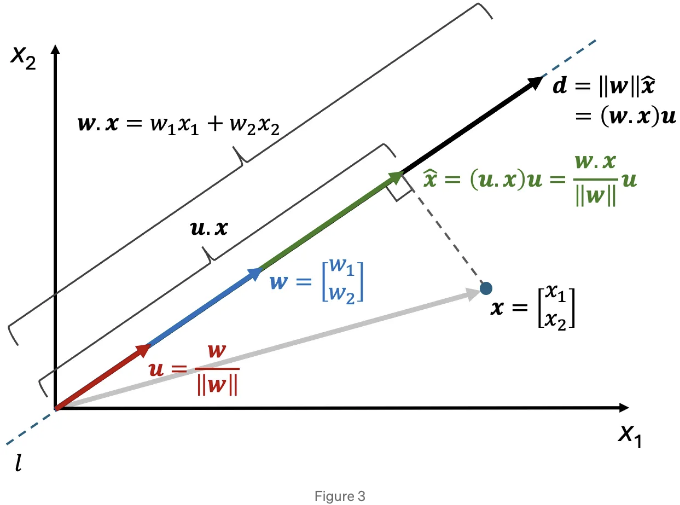 X₂
w.x = w₁x₁ + w₂x₂
d = ‖w‖x̂
= (w.x)u
x̂ = (u.x)u = w.x / ‖w‖ u
u.x
w = [w₁ w₂]
x = [x₁ x₂]
u = w / ‖w‖
X₁
l
Figure 3